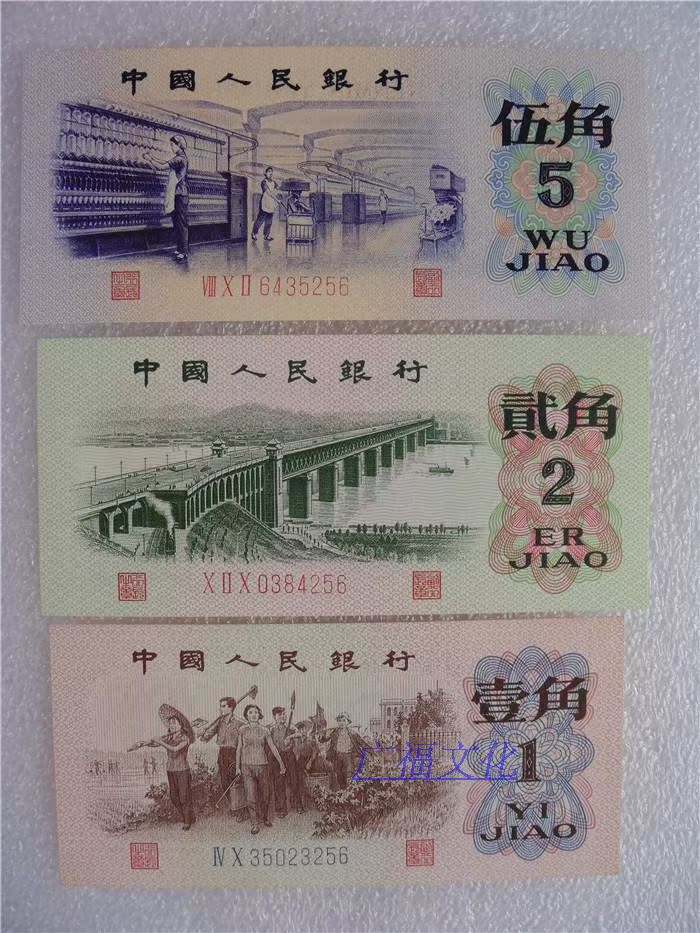 中國人民銀行
伍角
5
WU
JIAO
VIII X II 6435256
中國人民銀行
貳角
2
ER
JIAO
X II X 0384256
中國人民銀行
壹角
1
YI
JIAO
广福文化
IV X 35023256